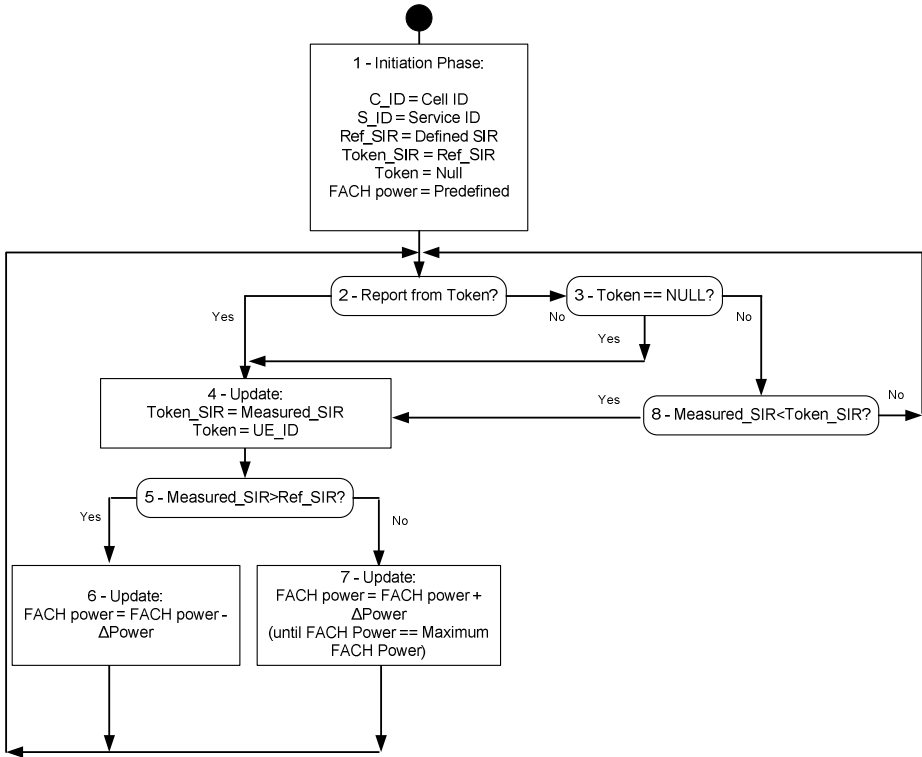 1 - Initiation Phase:
C_ID = Cell ID
S_ID = Service ID
Ref_SIR = Defined SIR
Token_SIR = Ref_SIR
Token = Null
FACH power = Predefined
2 - Report from Token?
3 - Token == NULL?
Yes
No
Yes
No
4 - Update:
Token_SIR = Measured_SIR
Token = UE_ID
Yes
8 - Measured_SIR<Token_SIR?
No
5 - Measured_SIR>Ref_SIR?
Yes
No
6 - Update:
FACH power = FACH power -
ΔPower
7 - Update:
FACH power = FACH power +
ΔPower
(until FACH Power == Maximum
FACH Power)